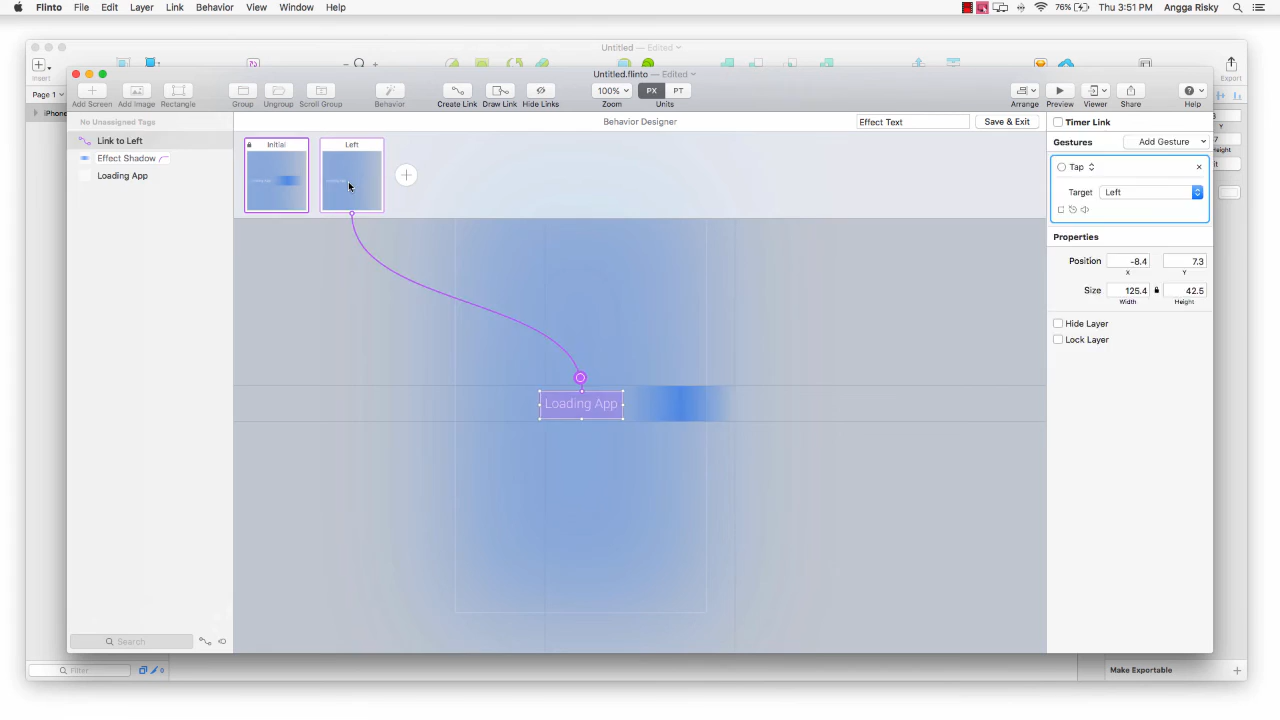 Flinto File Edit Layer Link Behavior View Window Help 76% Thu 3:51 PM Angga Risky
Untitled — Edited
Insert
Export
Untitled.flinto — Edited
Page 1
100% PX PT
Add Screen Add Image Rectangle Group Ungroup Scroll Group Behavior Create Link Draw Link Hide Links Zoom Units Arrange Preview Viewer Share Help
iPhone
No Unassigned Tags
Behavior Designer
Effect Text
Save & Exit
Timer Link
Link to Left
Effect Shadow
Loading App
Initial
Left
Gestures Add Gesture
Tap
Target Left
Properties
Position -8.4 7.3
X Y
Size 125.4 42.5
Width Height
Hide Layer
Lock Layer
Loading App
Search
Filter 0
Make Exportable